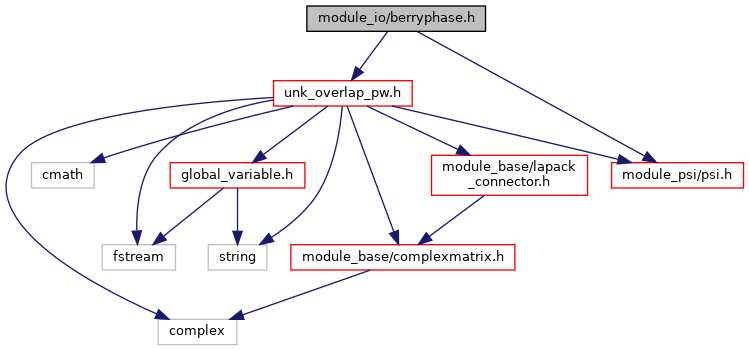 module_io/berryphase.h
unk_overlap_pw.h
cmath
global_variable.h
module_base/lapack
_connector.h
module_psi/psi.h
fstream
string
module_base/complexmatrix.h
complex